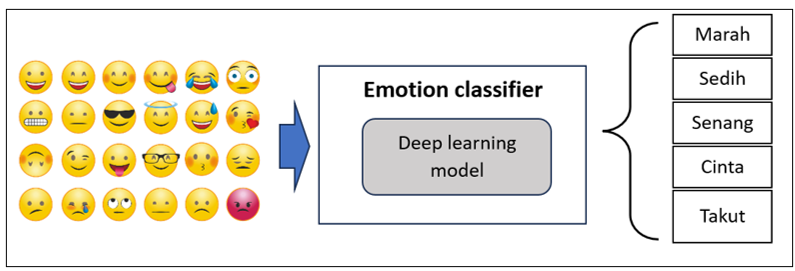 Emotion classifier
Deep learning
model
Marah
Sedih
Senang
Cinta
Takut